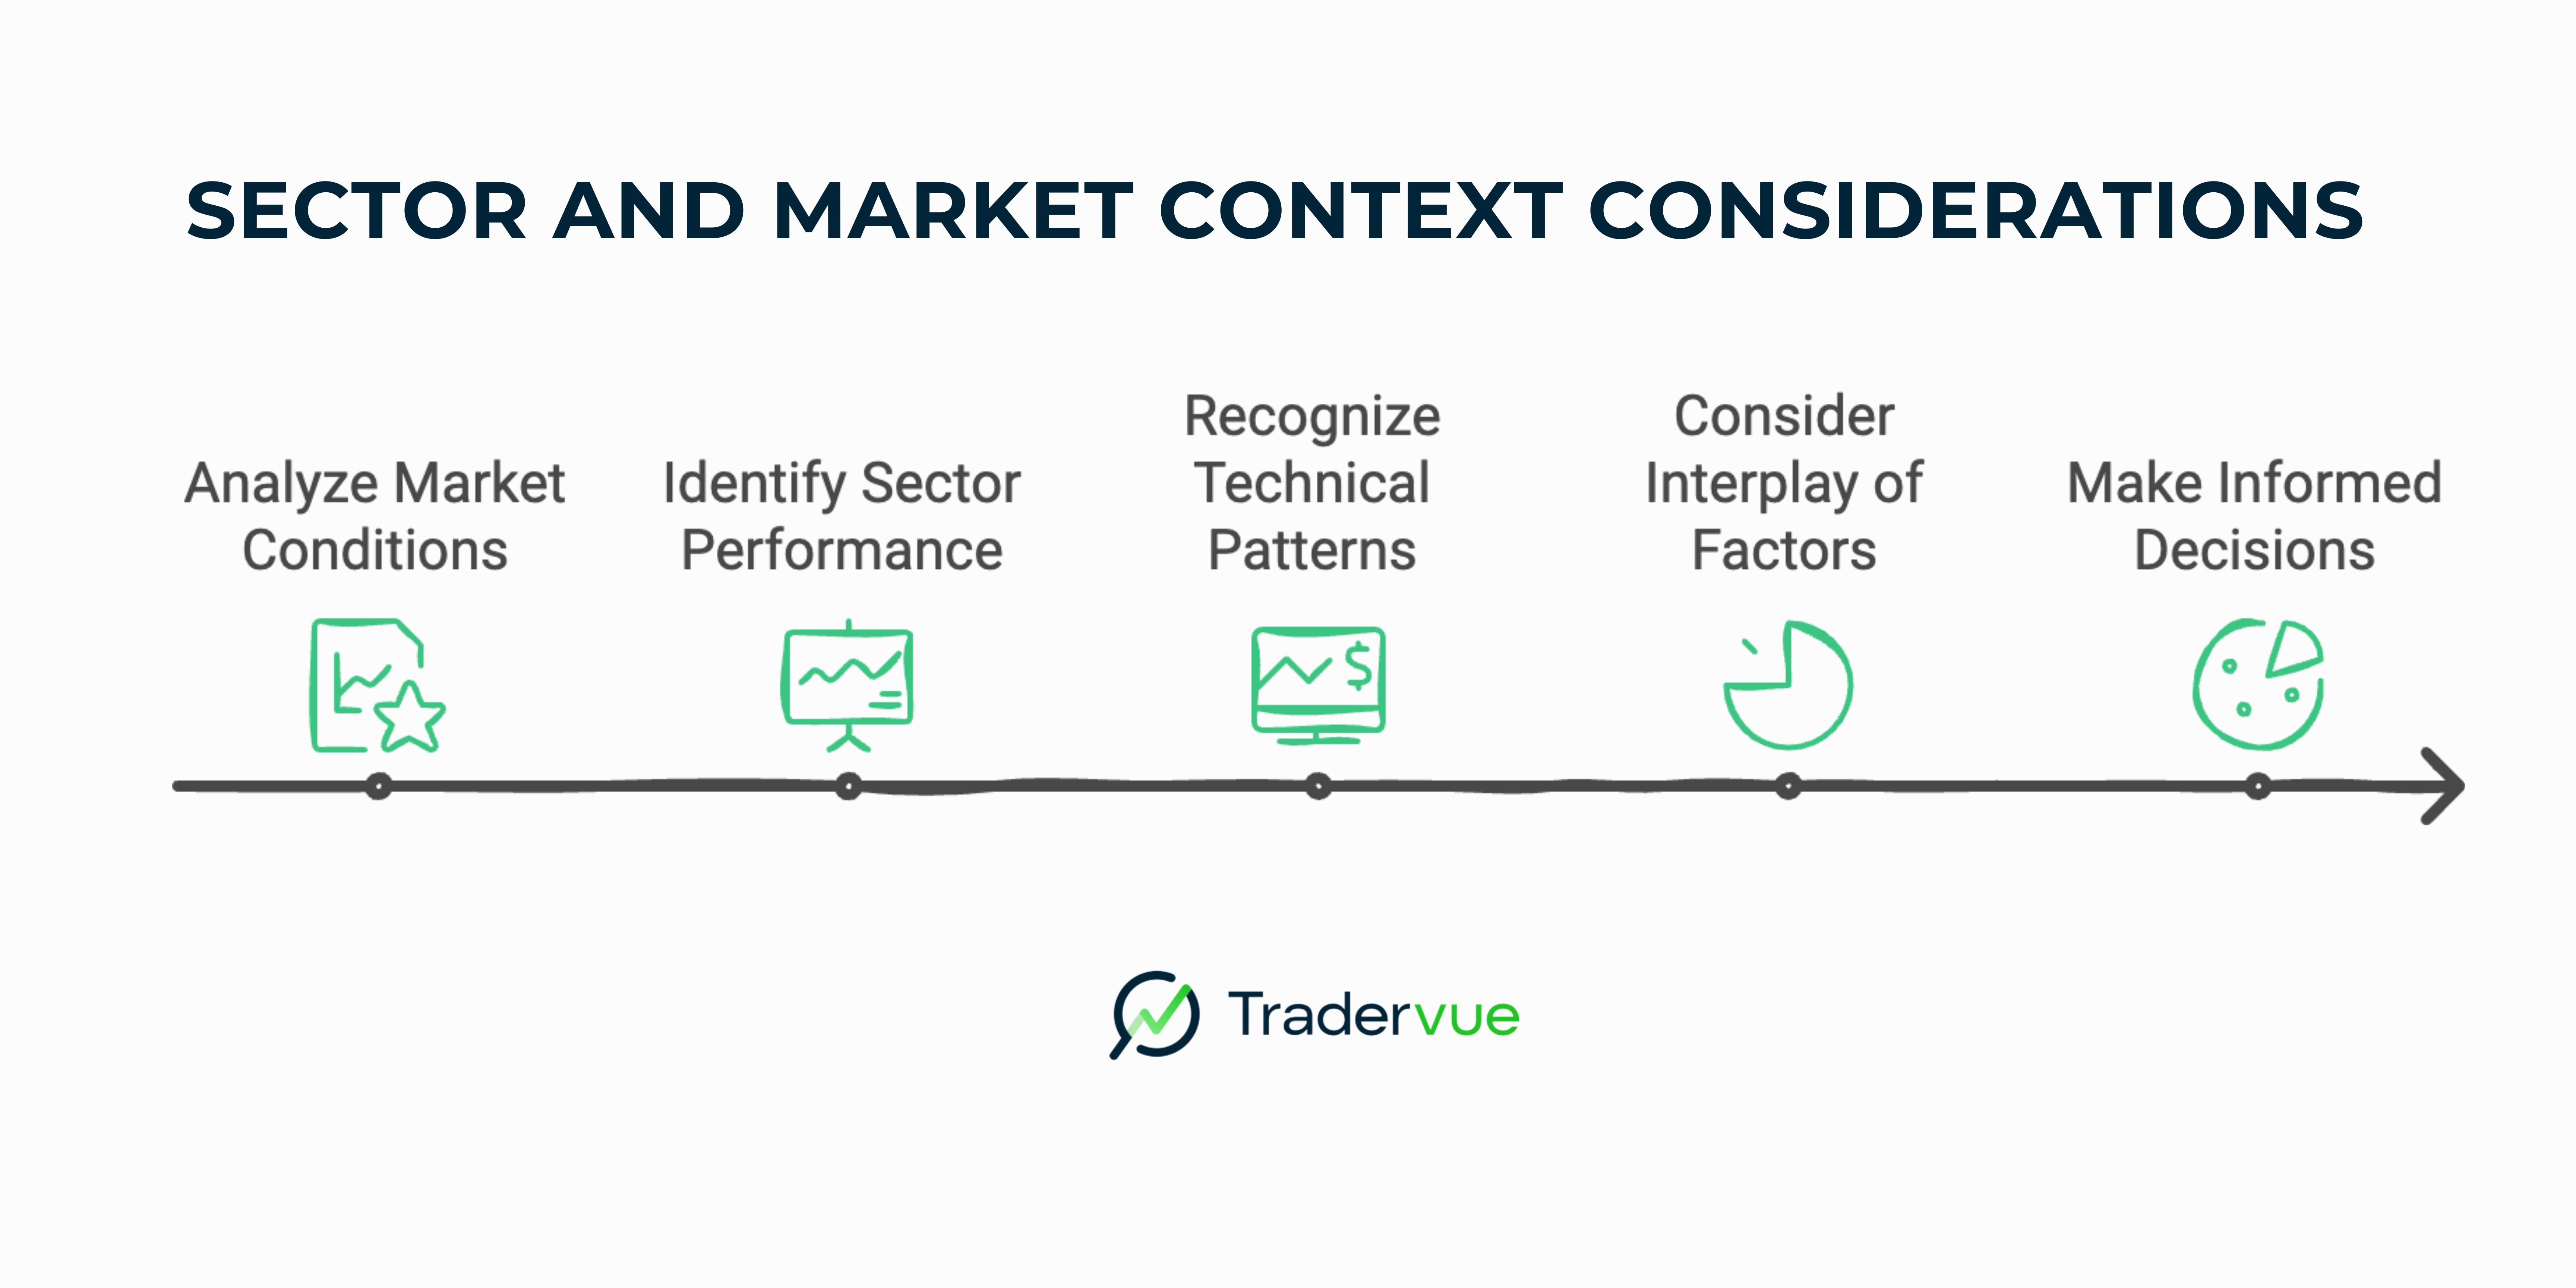 SECTOR AND MARKET CONTEXT CONSIDERATIONS
Analyze Market
Conditions
Identify Sector
Performance
Recognize
Technical
Patterns
Consider
Interplay of
Factors
Make Informed
Decisions
$
Tradervue